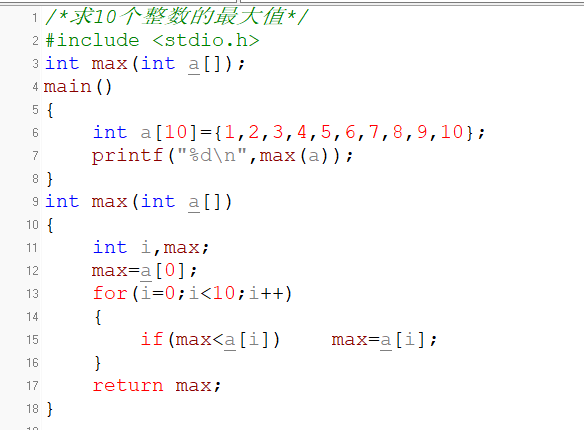 1 /*求10个整数的最大值*/
2 #include <stdio.h>
3 int max(int a[]);
4 main()
5 {
6     int a[10]={1,2,3,4,5,6,7,8,9,10};
7     printf("%d\n",max(a));
8 }
9 int max(int a[])
10 {
11     int i,max;
12     max=a[0];
13     for(i=0;i<10;i++)
14     {
15         if(max<a[i])    max=a[i];
16     }
17     return max;
18 }